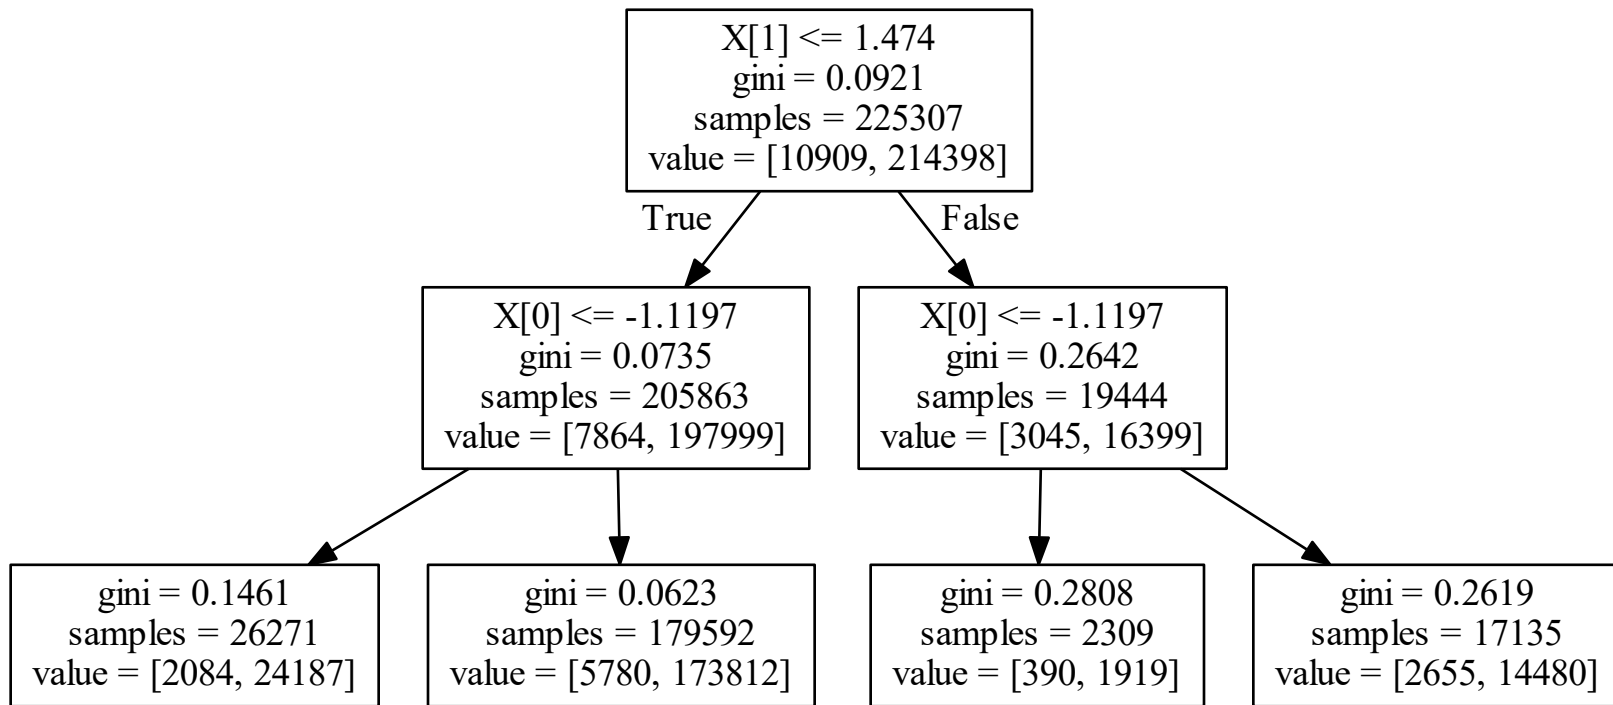 X[1] <= 1.474
gini = 0.0921
samples = 225307
value = [10909, 214398]
True
False
X[0] <= -1.1197
gini = 0.0735
samples = 205863
value = [7864, 197999]
X[0] <= -1.1197
gini = 0.2642
samples = 19444
value = [3045, 16399]
gini = 0.1461
samples = 26271
value = [2084, 24187]
gini = 0.0623
samples = 179592
value = [5780, 173812]
gini = 0.2808
samples = 2309
value = [390, 1919]
gini = 0.2619
samples = 17135
value = [2655, 14480]